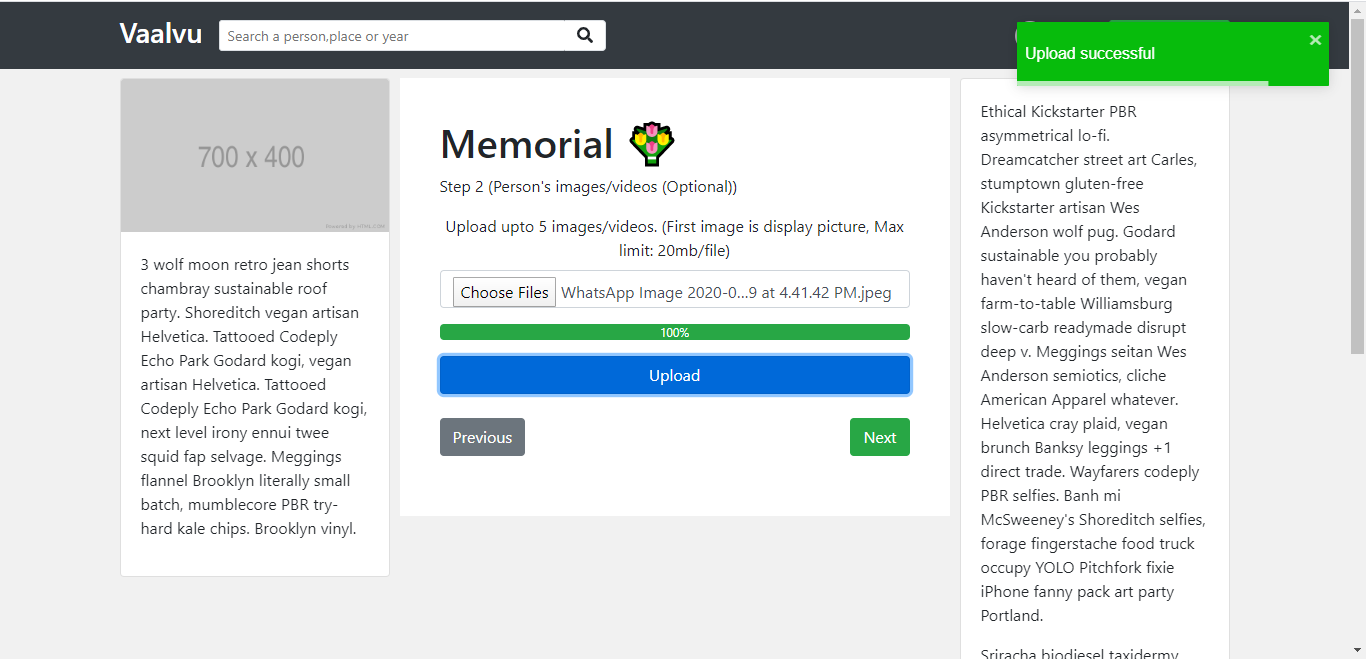 Vaalvu
Search a person,place or year
Upload successful
×
700 x 400
Powered by HTML.COM
3 wolf moon retro jean shorts
chambray sustainable roof
party. Shoreditch vegan artisan
Helvetica. Tattooed Codeply
Echo Park Godard kogi, vegan
artisan Helvetica. Tattooed
Codeply Echo Park Godard kogi,
next level irony ennui twee
squid fap selvage. Meggings
flannel Brooklyn literally small
batch, mumblecore PBR try-
hard kale chips. Brooklyn vinyl.
Memorial
Step 2 (Person's images/videos (Optional))
Upload upto 5 images/videos. (First image is display picture, Max
limit: 20mb/file)
Choose Files WhatsApp Image 2020-0...9 at 4.41.42 PM.jpeg
100%
Upload
Previous
Next
Ethical Kickstarter PBR
asymmetrical lo-fi.
Dreamcatcher street art Carles,
stumptown gluten-free
Kickstarter artisan Wes
Anderson wolf pug. Godard
sustainable you probably
haven't heard of them, vegan
farm-to-table Williamsburg
slow-carb readymade disrupt
deep v. Meggings seitan Wes
Anderson semiotics, cliche
American Apparel whatever.
Helvetica cray plaid, vegan
brunch Banksy leggings +1
direct trade. Wayfarers codeply
PBR selfies. Banh mi
McSweeney's Shoreditch selfies,
forage fingerstache food truck
occupy YOLO Pitchfork fixie
iPhone fanny pack art party
Portland.
Sriracha biodiesel taxidermy